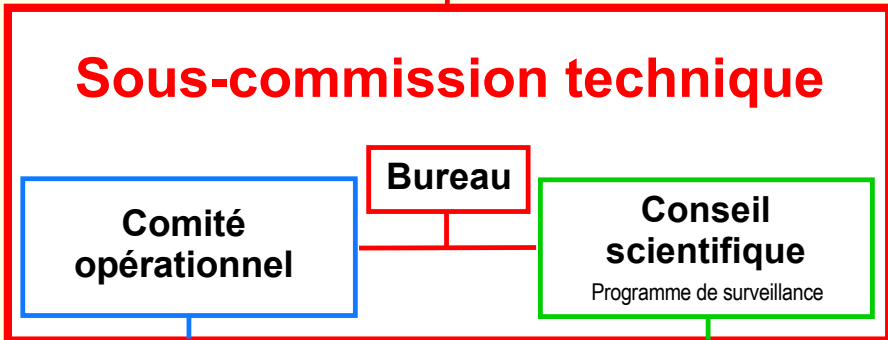 Sous-commission technique
Bureau
Comité
opérationnel
Conseil
scientifique
Programme de surveillance